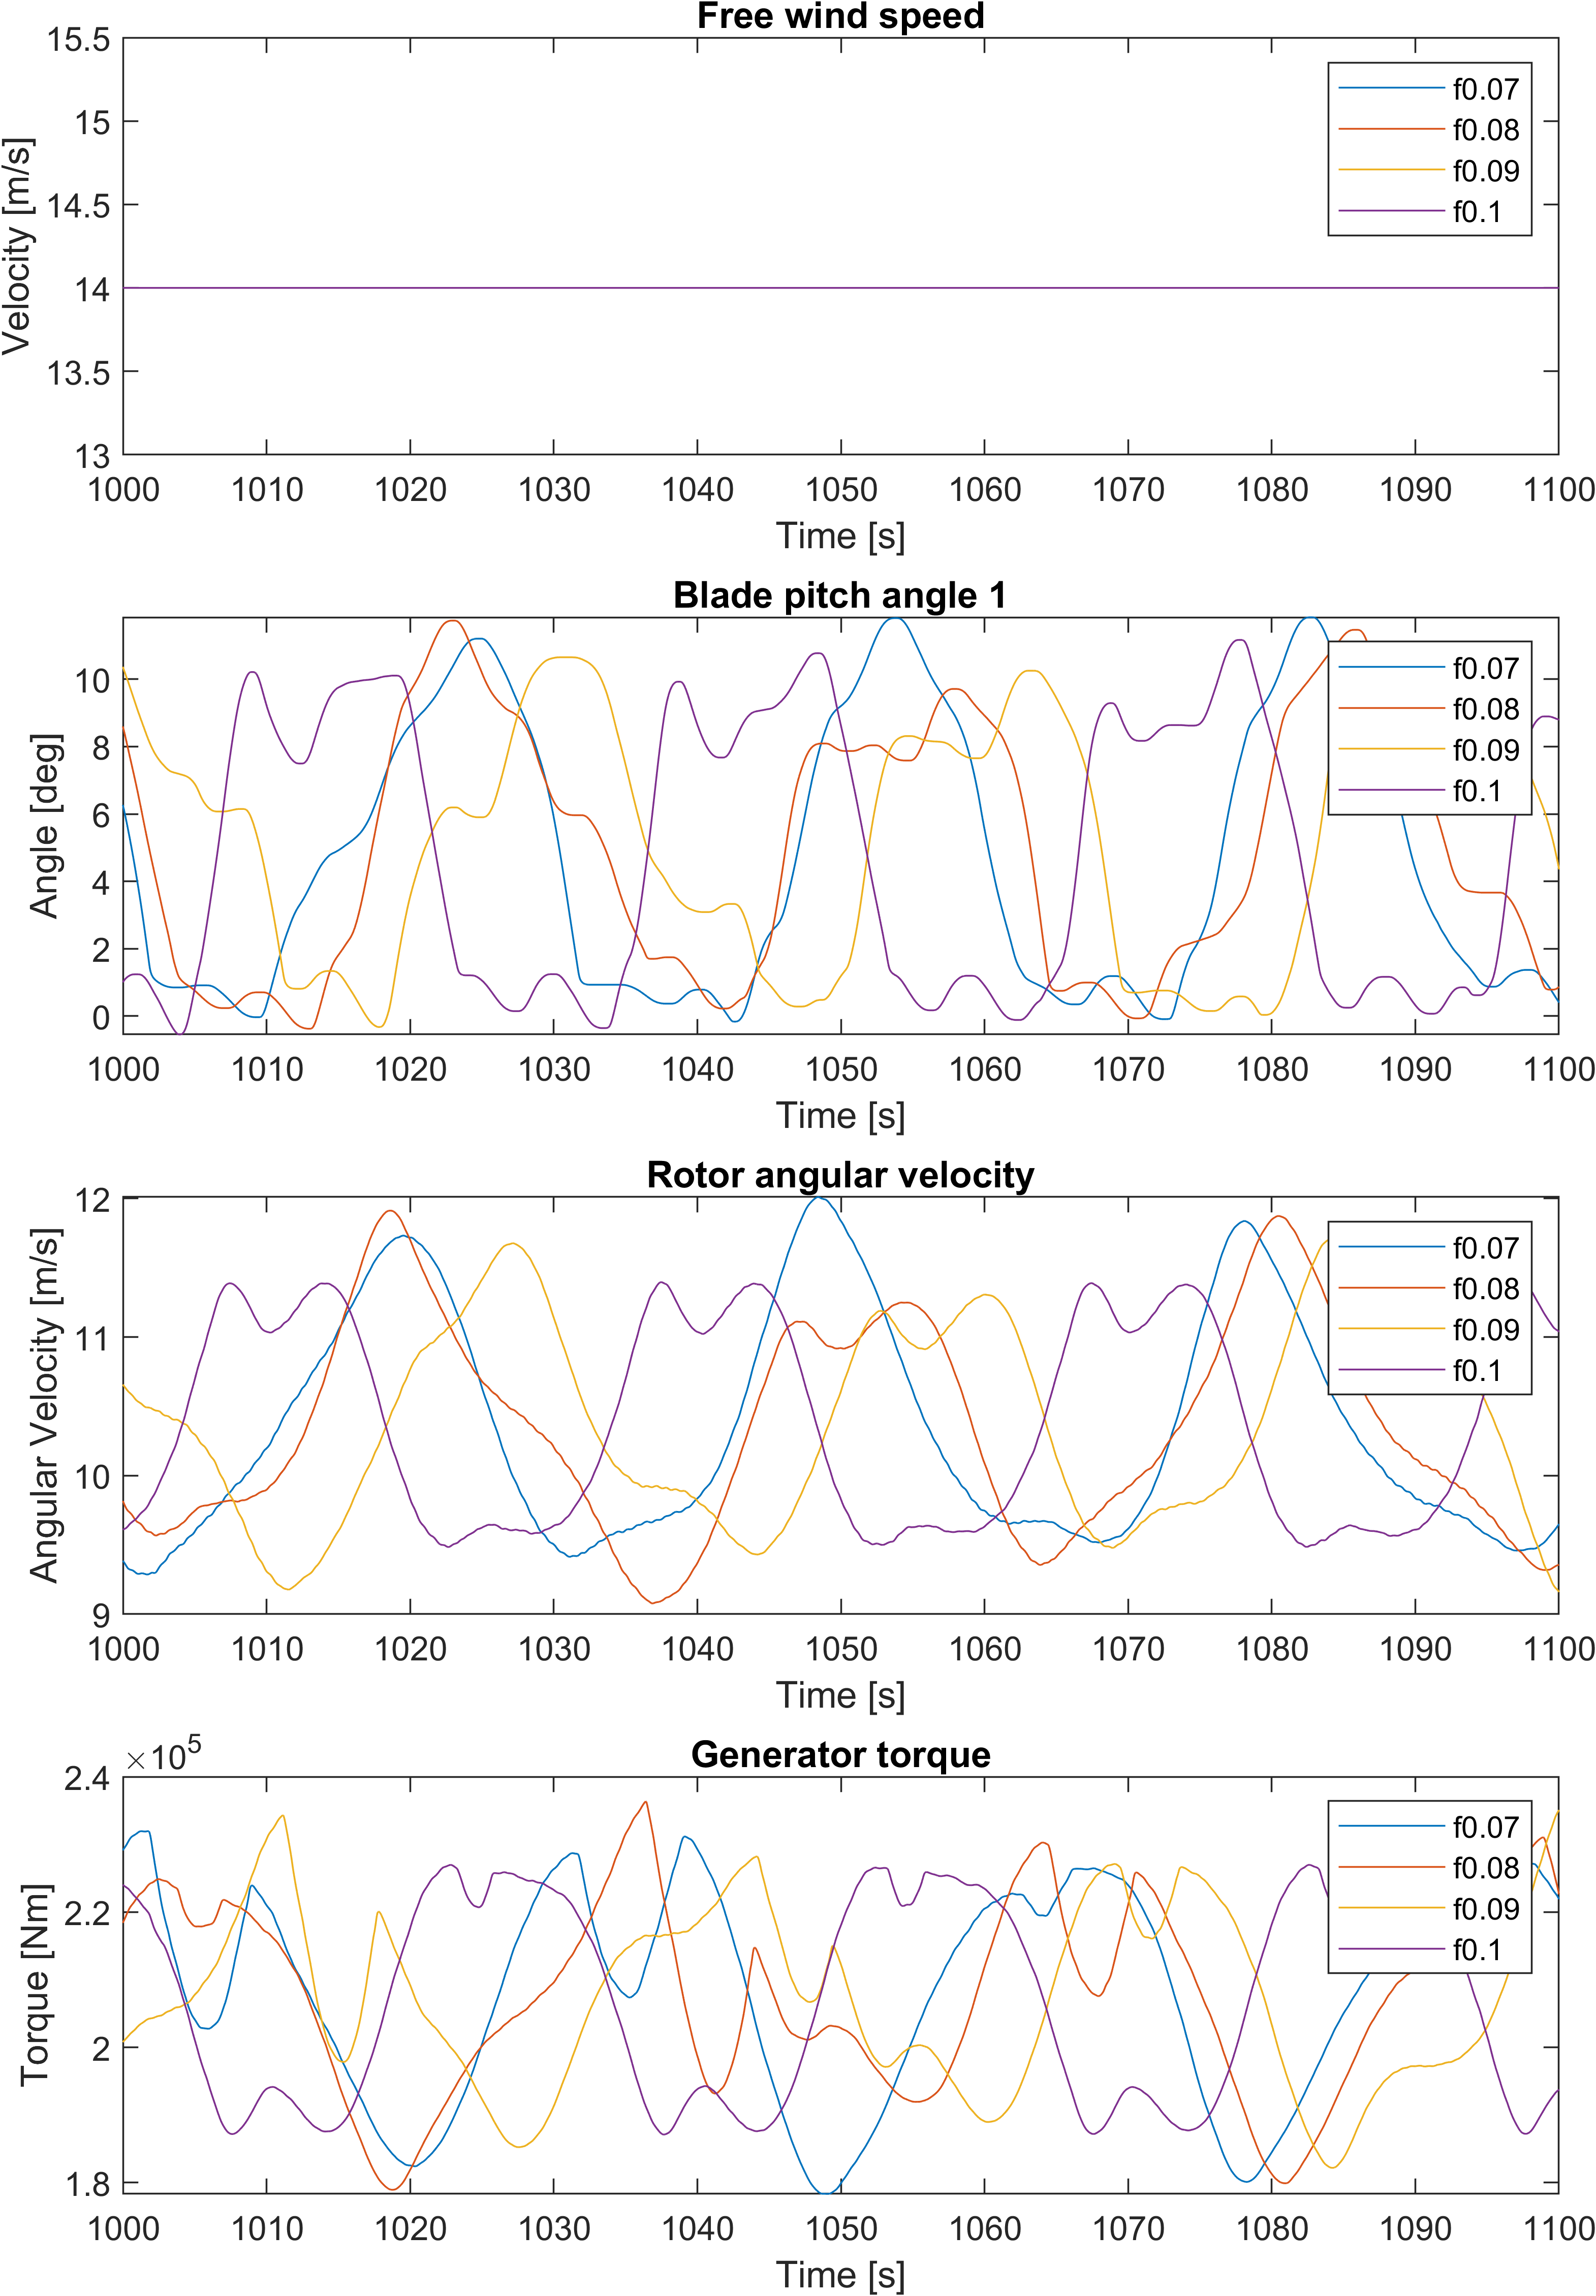 Free wind speed
Velocity [m/s]
15.5
15
14.5
14
13.5
13
f0.07
f0.08
f0.09
f0.1
1000 1010 1020 1030 1040 1050 1060 1070 1080 1090 1100
Time [s]
Blade pitch angle 1
Angle [deg]
10
8
6
4
2
0
f0.07
f0.08
f0.09
f0.1
1000 1010 1020 1030 1040 1050 1060 1070 1080 1090 1100
Time [s]
Rotor angular velocity
Angular Velocity [m/s]
12
11
10
9
f0.07
f0.08
f0.09
f0.1
1000 1010 1020 1030 1040 1050 1060 1070 1080 1090 1100
Time [s]
Generator torque
×10^5
Torque [Nm]
2.4
2.2
2
1.8
f0.07
f0.08
f0.09
f0.1
1000 1010 1020 1030 1040 1050 1060 1070 1080 1090 1100
Time [s]